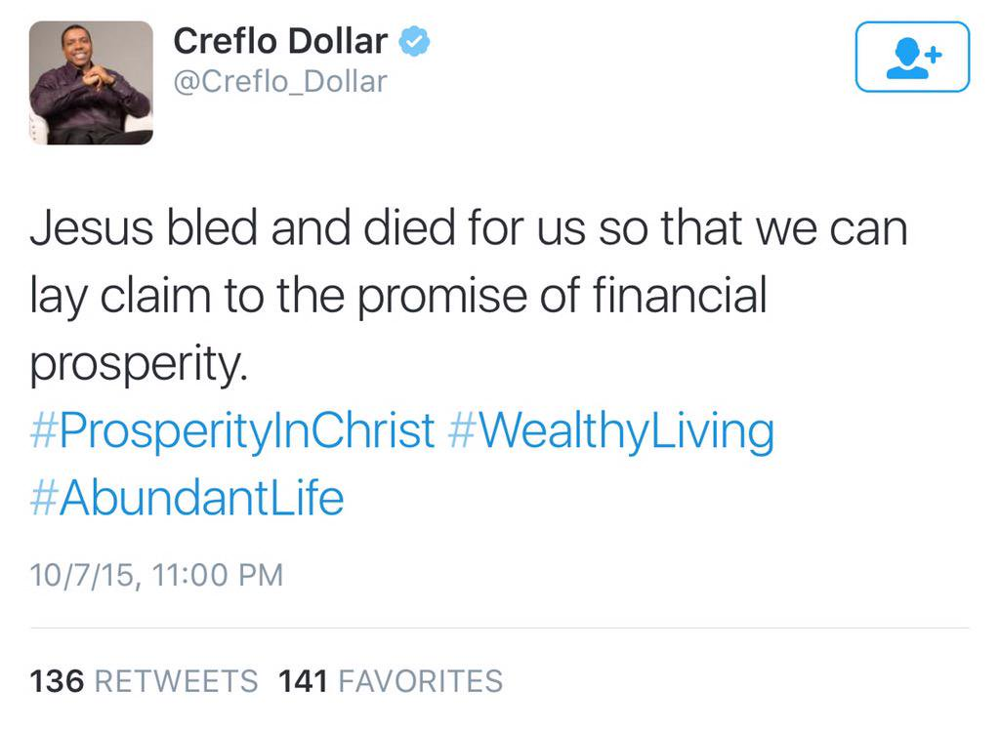 Creflo Dollar
@Creflo_Dollar
Jesus bled and died for us so that we can
lay claim to the promise of financial
prosperity.
#ProsperityInChrist #WealthyLiving
#AbundantLife
10/7/15, 11:00 PM
136 RETWEETS 141 FAVORITES